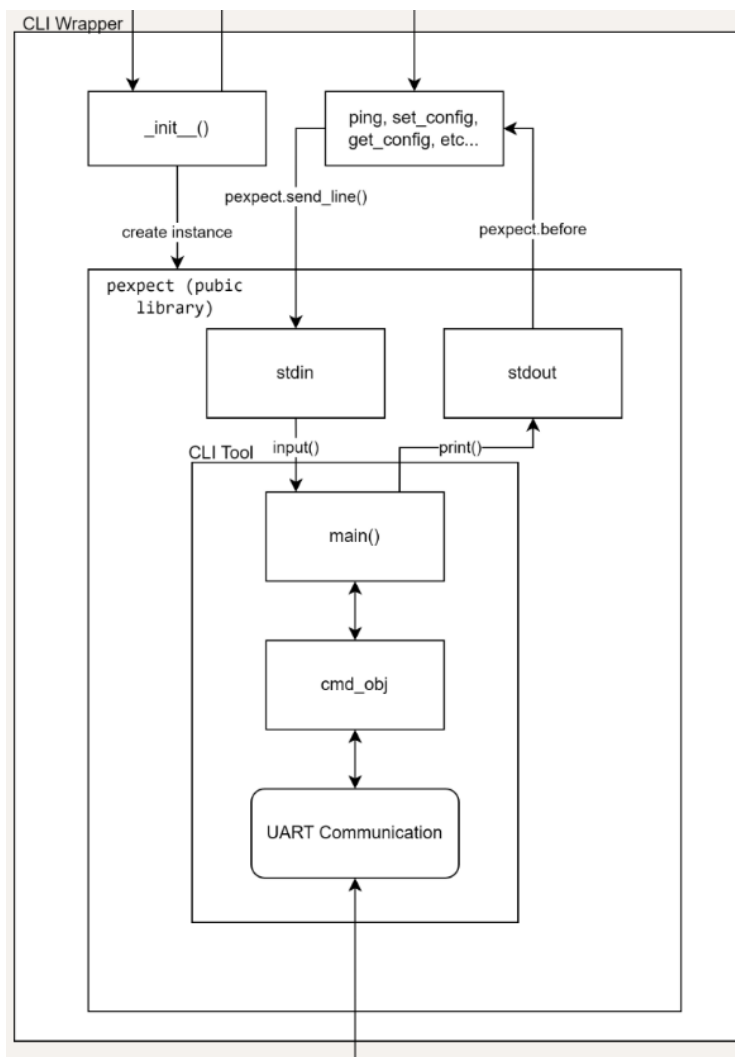 CLI Wrapper
_init__()
ping, set_config,
get_config, etc...
pexpect.send_line()
create instance
pexpect.before
pexpect (pubic
library)
stdin
stdout
input()
print()
CLI Tool
main()
cmd_obj
UART Communication